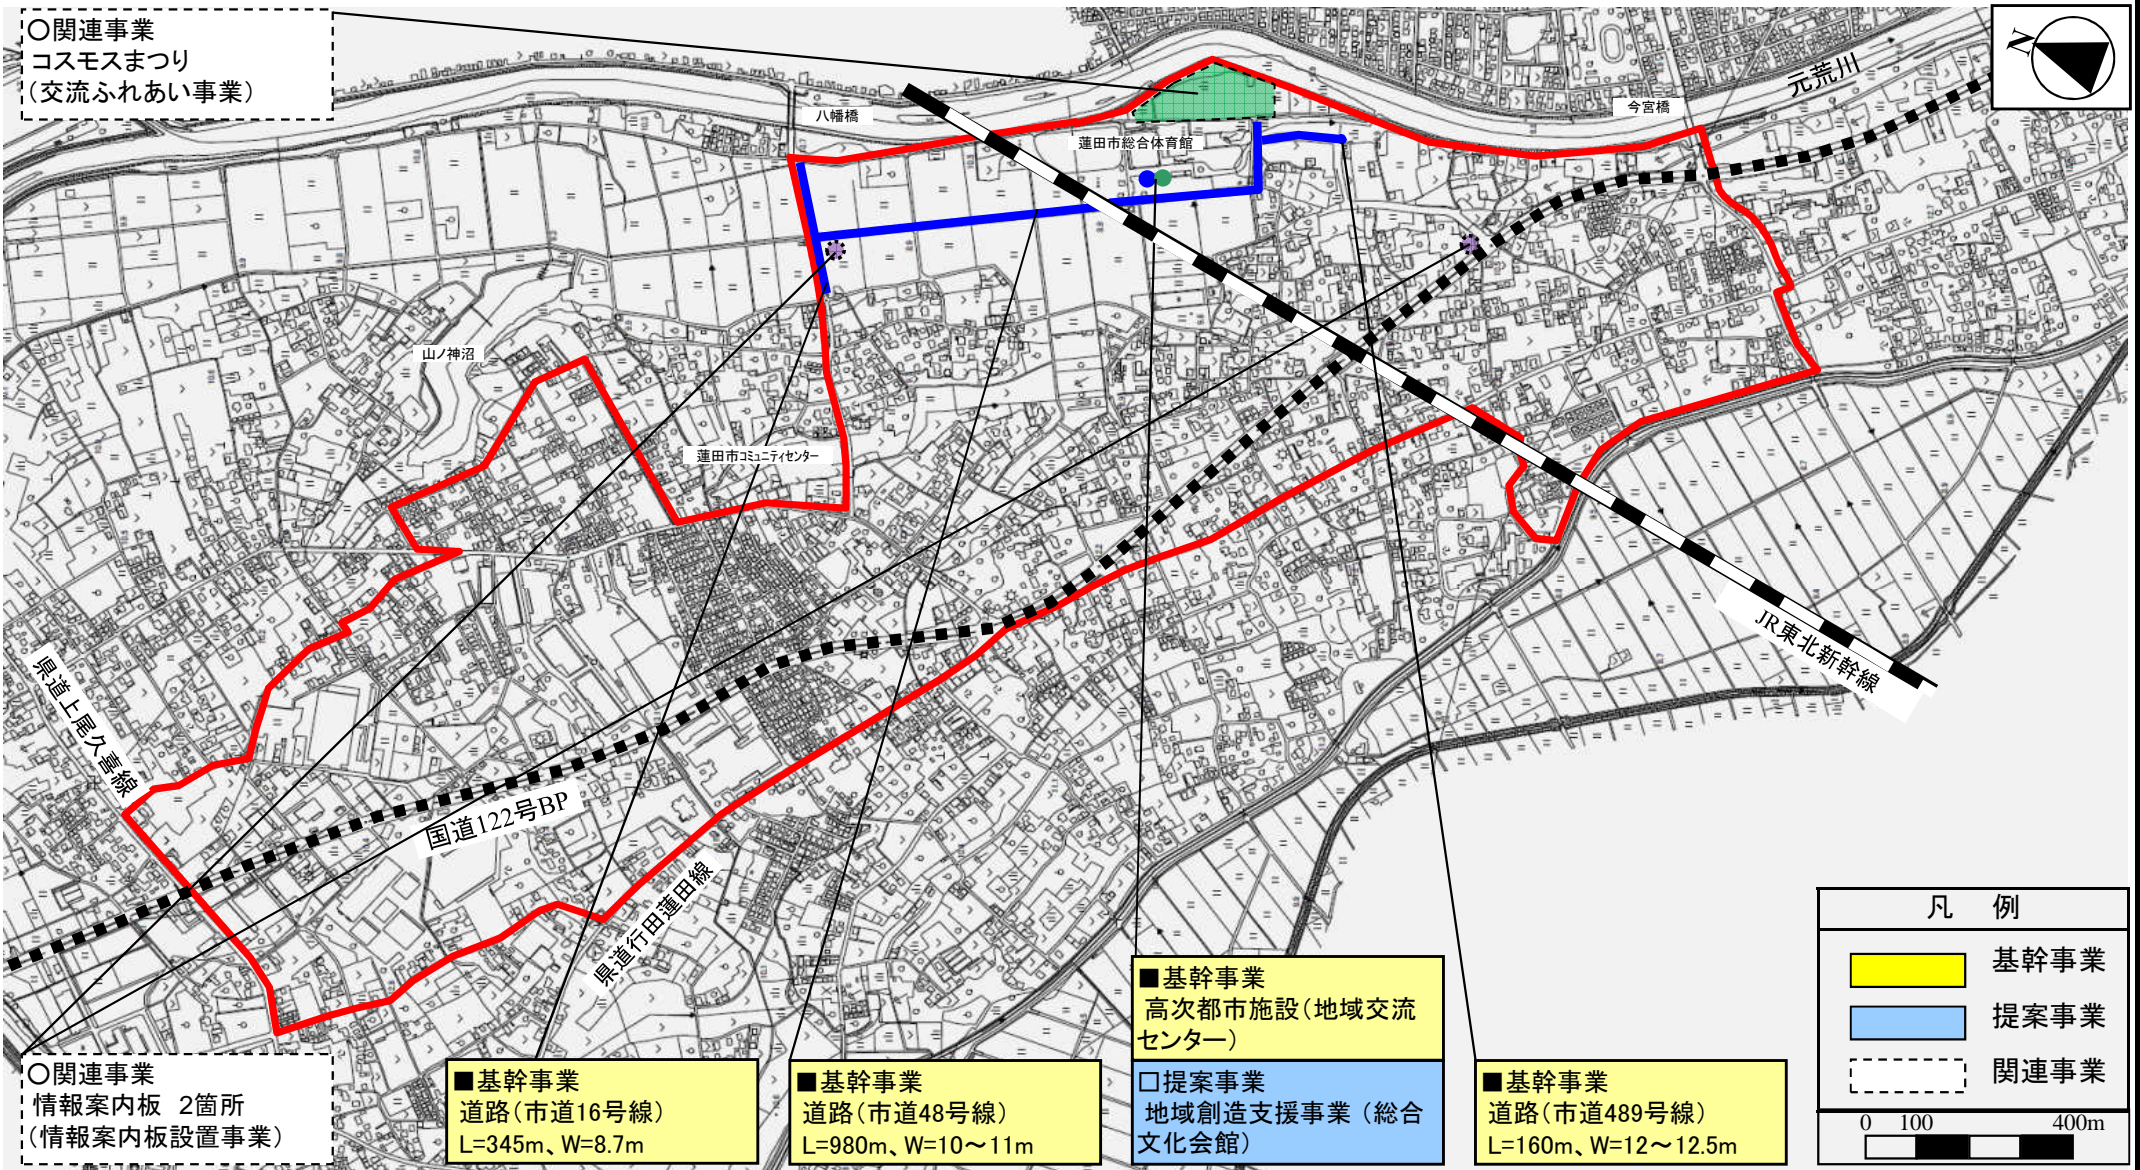 ○関連事業
コスモスまつり
(交流ふれあい事業)
N
元荒川
八幡橋
今宮橋
蓮田市総合体育館
山ノ神沼
蓮田市コミュニティセンター
JR東北新幹線
県道上尾久喜線
国道122号BP
県道行田蓮田線
○関連事業
情報案内板 2箇所
(情報案内板設置事業)
■基幹事業
道路(市道16号線)
L=345m、W=8.7m
■基幹事業
道路(市道48号線)
L=980m、W=10～11m
■基幹事業
高次都市施設(地域交流
センター)
□提案事業
地域創造支援事業(総合
文化会館)
■基幹事業
道路(市道489号線)
L=160m、W=12～12.5m
凡 例
基幹事業
提案事業
関連事業
0 100 400m